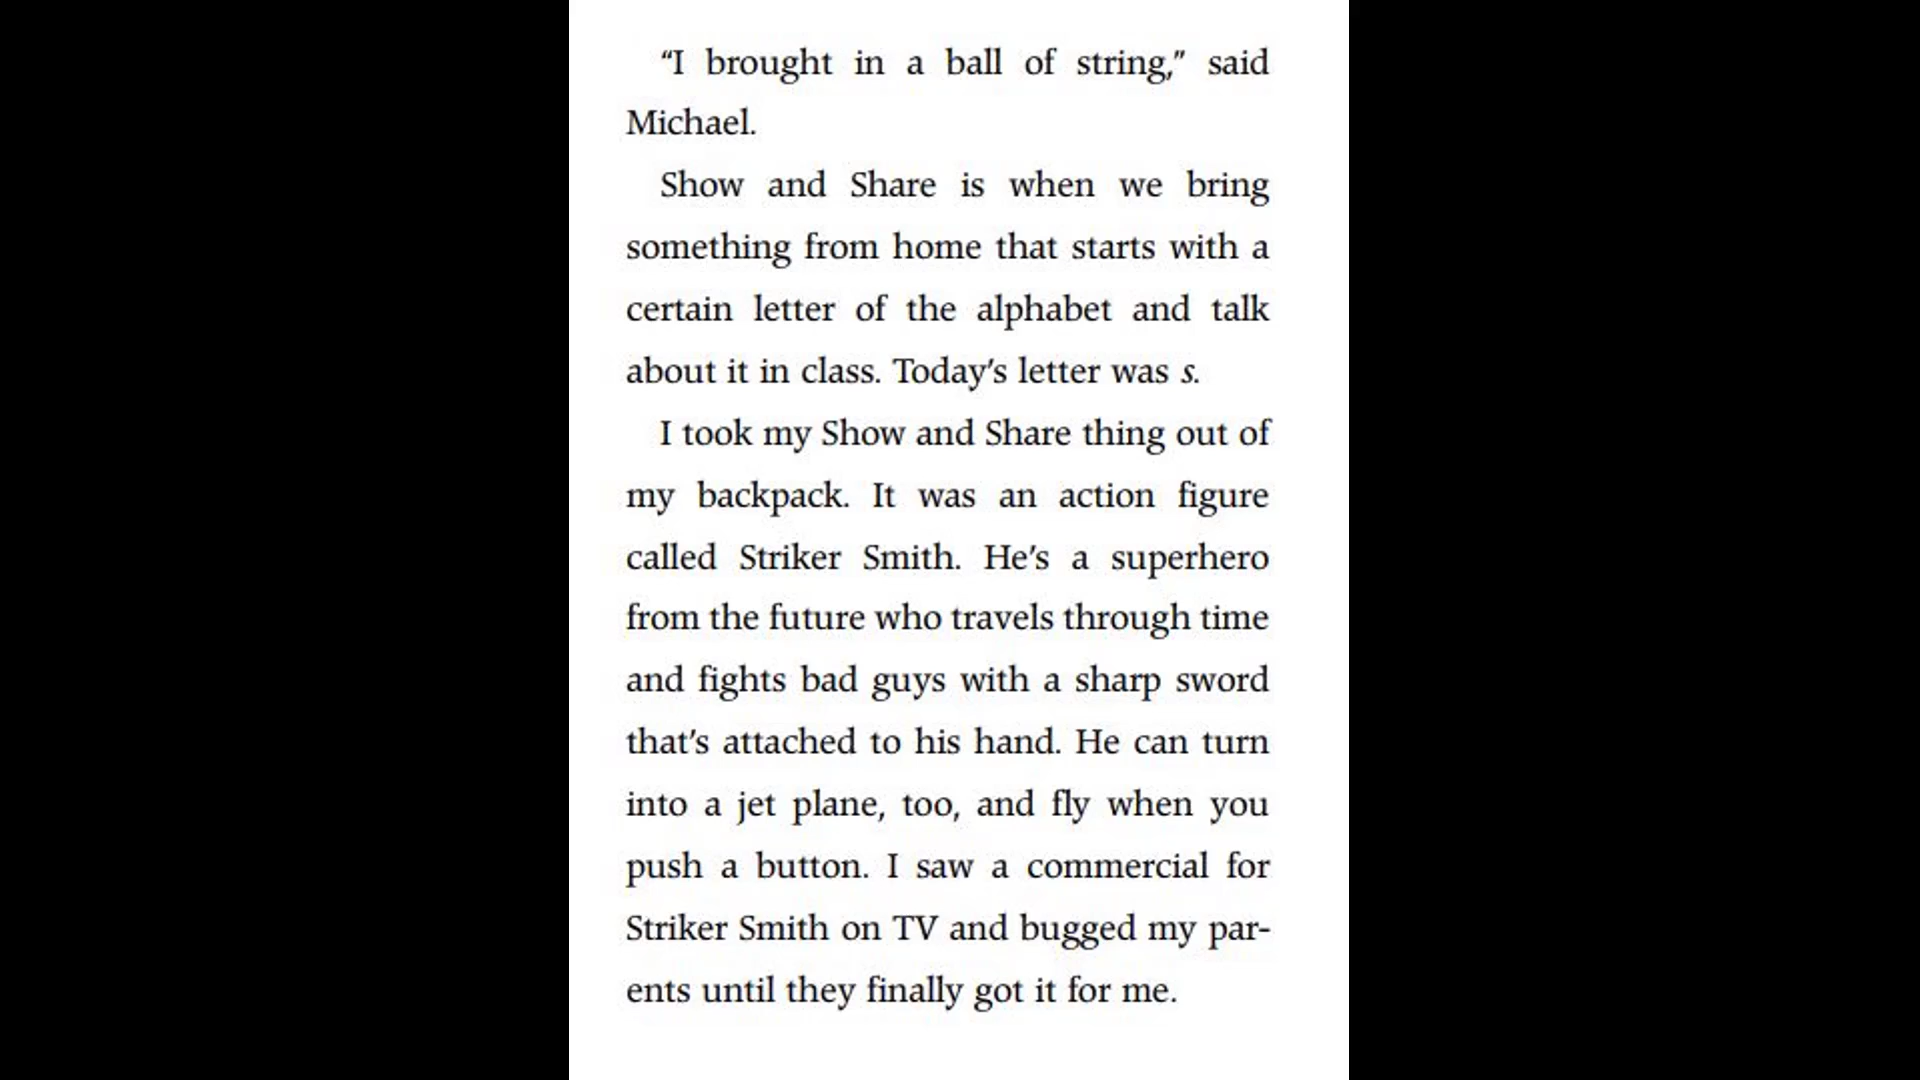 “I brought in a ball of string,” said
Michael.
Show and Share is when we bring
something from home that starts with a
certain letter of the alphabet and talk
about it in class. Today’s letter was s.
I took my Show and Share thing out of
my backpack. It was an action figure
called Striker Smith. He’s a superhero
from the future who travels through time
and fights bad guys with a sharp sword
that’s attached to his hand. He can turn
into a jet plane, too, and fly when you
push a button. I saw a commercial for
Striker Smith on TV and bugged my par-
ents until they finally got it for me.